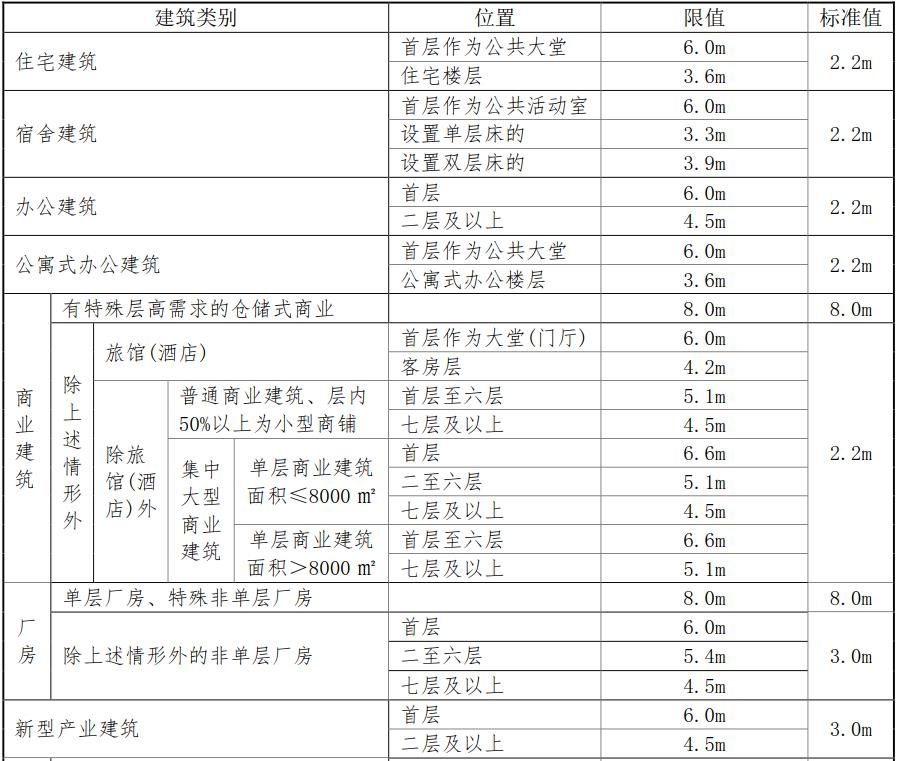 建筑类别 位置 限值 标准值
住宅建筑 首层作为公共大堂 6.0m 2.2m
住宅楼层 3.6m
宿舍建筑 首层作为公共活动室 6.0m 2.2m
设置单层床的 3.3m
设置双层床的 3.9m
办公建筑 首层 6.0m 2.2m
二层及以上 4.5m
公寓式办公建筑 首层作为公共大堂 6.0m 2.2m
公寓式办公楼层 3.6m
商业建筑 有特殊层高需求的仓储式商业 8.0m 8.0m
除上述情形外 旅馆(酒店) 首层作为大堂(门厅) 6.0m 2.2m
客房层 4.2m
除旅馆(酒店)外 普通商业建筑、层内 首层至六层 5.1m
50%以上为小型商铺 七层及以上 4.5m
集中大型商业建筑 单层商业建筑 首层 6.6m
面积≤8000 ㎡ 二至六层 5.1m
七层及以上 4.5m
单层商业建筑 首层至六层 6.6m
面积>8000 ㎡ 七层及以上 5.1m
厂房 单层厂房、特殊非单层厂房 8.0m 8.0m
除上述情形外的非单层厂房 首层 6.0m 3.0m
二至六层 5.4m
七层及以上 4.5m
新型产业建筑 首层 6.0m 3.0m
二层及以上 4.5m